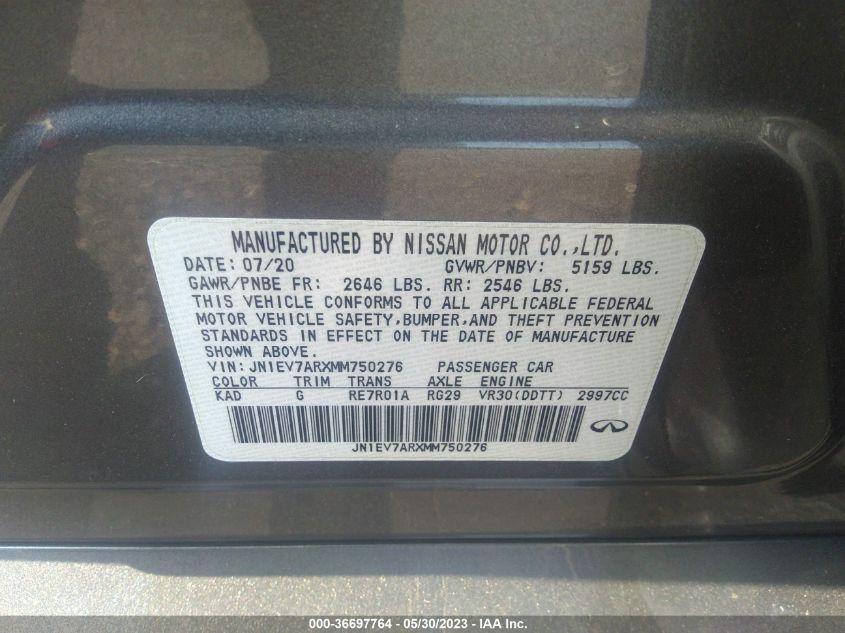 MANUFACTURED BY NISSAN MOTOR CO.,LTD.
DATE: 07/20 GVWR/PNBV: 5159 LBS.
GAWR/PNBE FR: 2646 LBS. RR: 2546 LBS.
THIS VEHICLE CONFORMS TO ALL APPLICABLE FEDERAL
MOTOR VEHICLE SAFETY,BUMPER,AND THEFT PREVENTION
STANDARDS IN EFFECT ON THE DATE OF MANUFACTURE
SHOWN ABOVE.
VIN: JN1EV7ARXMM750276 PASSENGER CAR
COLOR TRIM TRANS AXLE ENGINE
KAD G RE7R01A RG29 VR30(DDTT) 2997CC
JN1EV7ARXMM750276
000-36697764 - 05/30/2023 - IAA Inc.